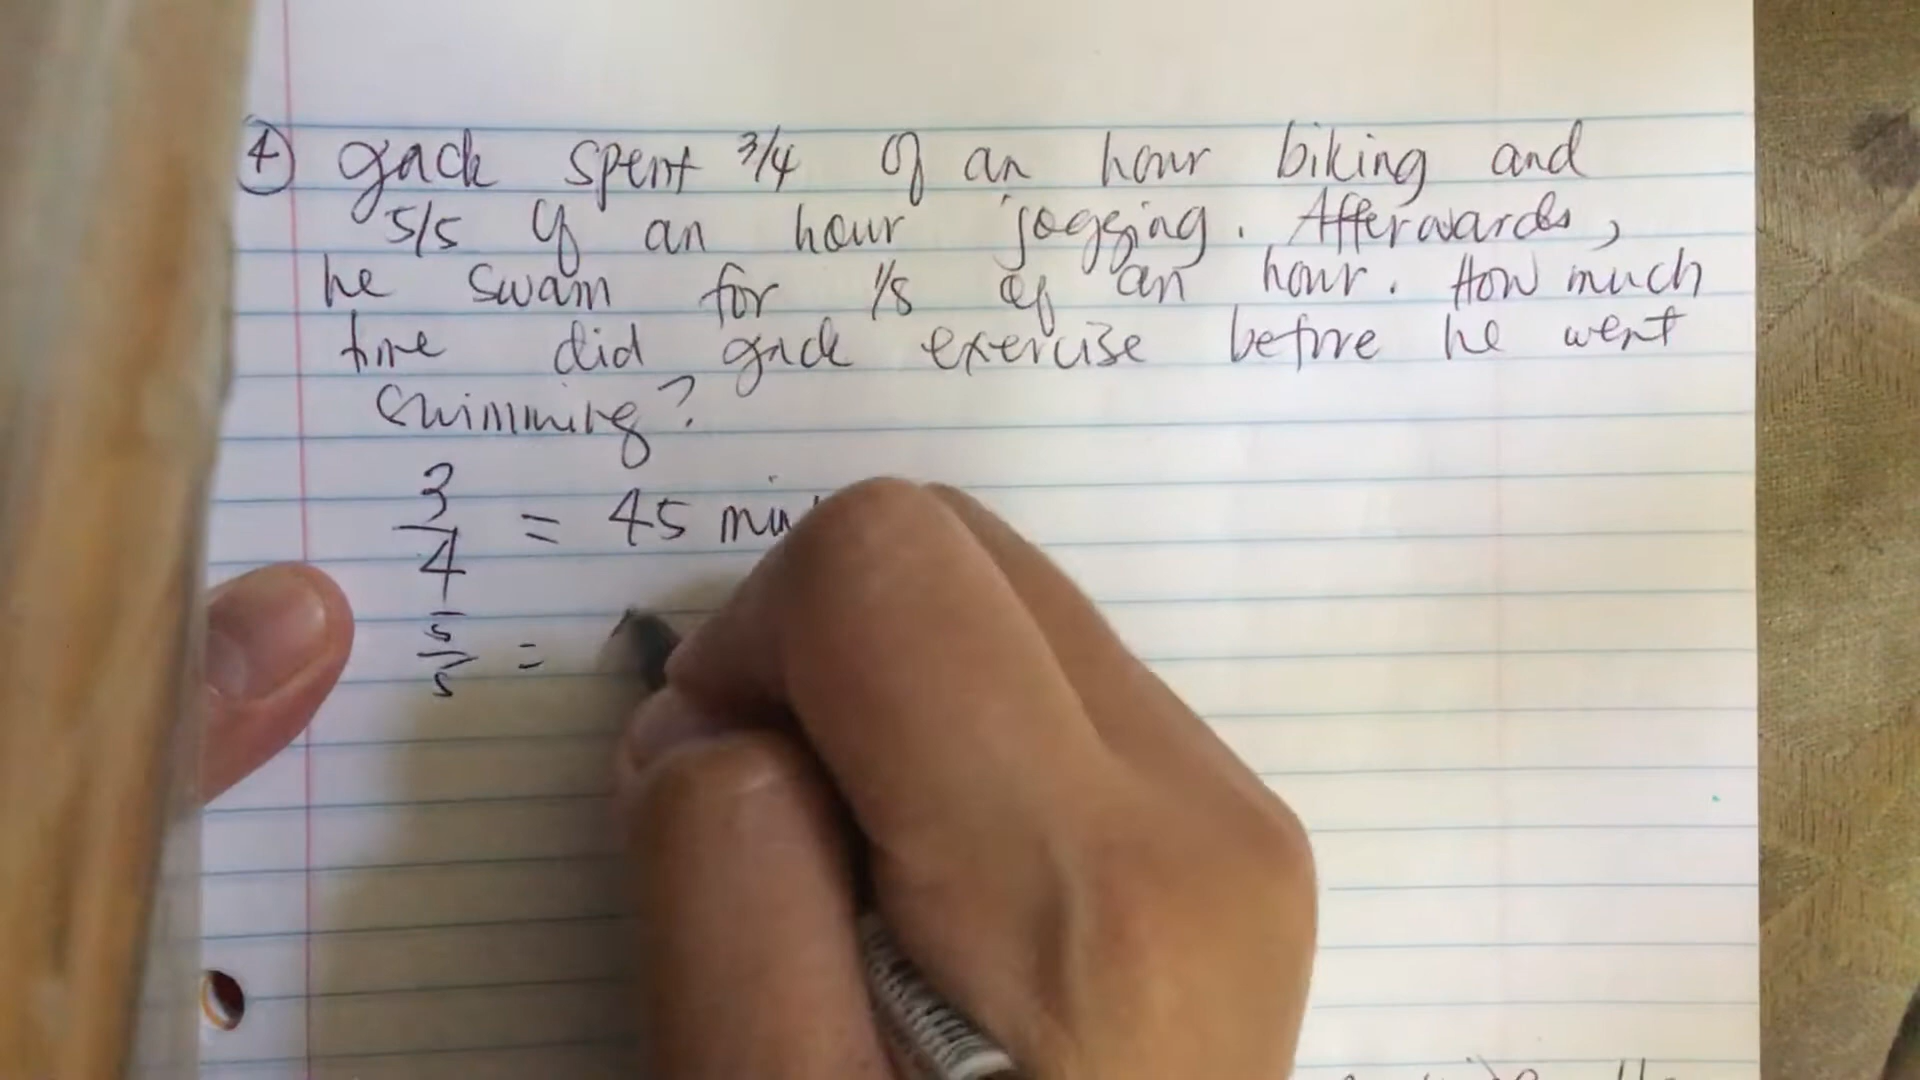 4 Jack spent 3/4 of an hour biking and
5/5 of an hour jogging. Afterwards,
he swam for 1/5 of an hour. How much
time did Jack exercise before he went
swimming?
3/4 = 45
5/5 =